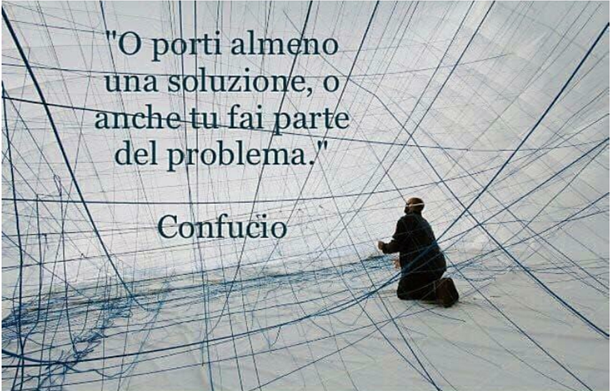 "O porti almeno
una soluzione, o
anche tu fai parte
del problema."
Confucio